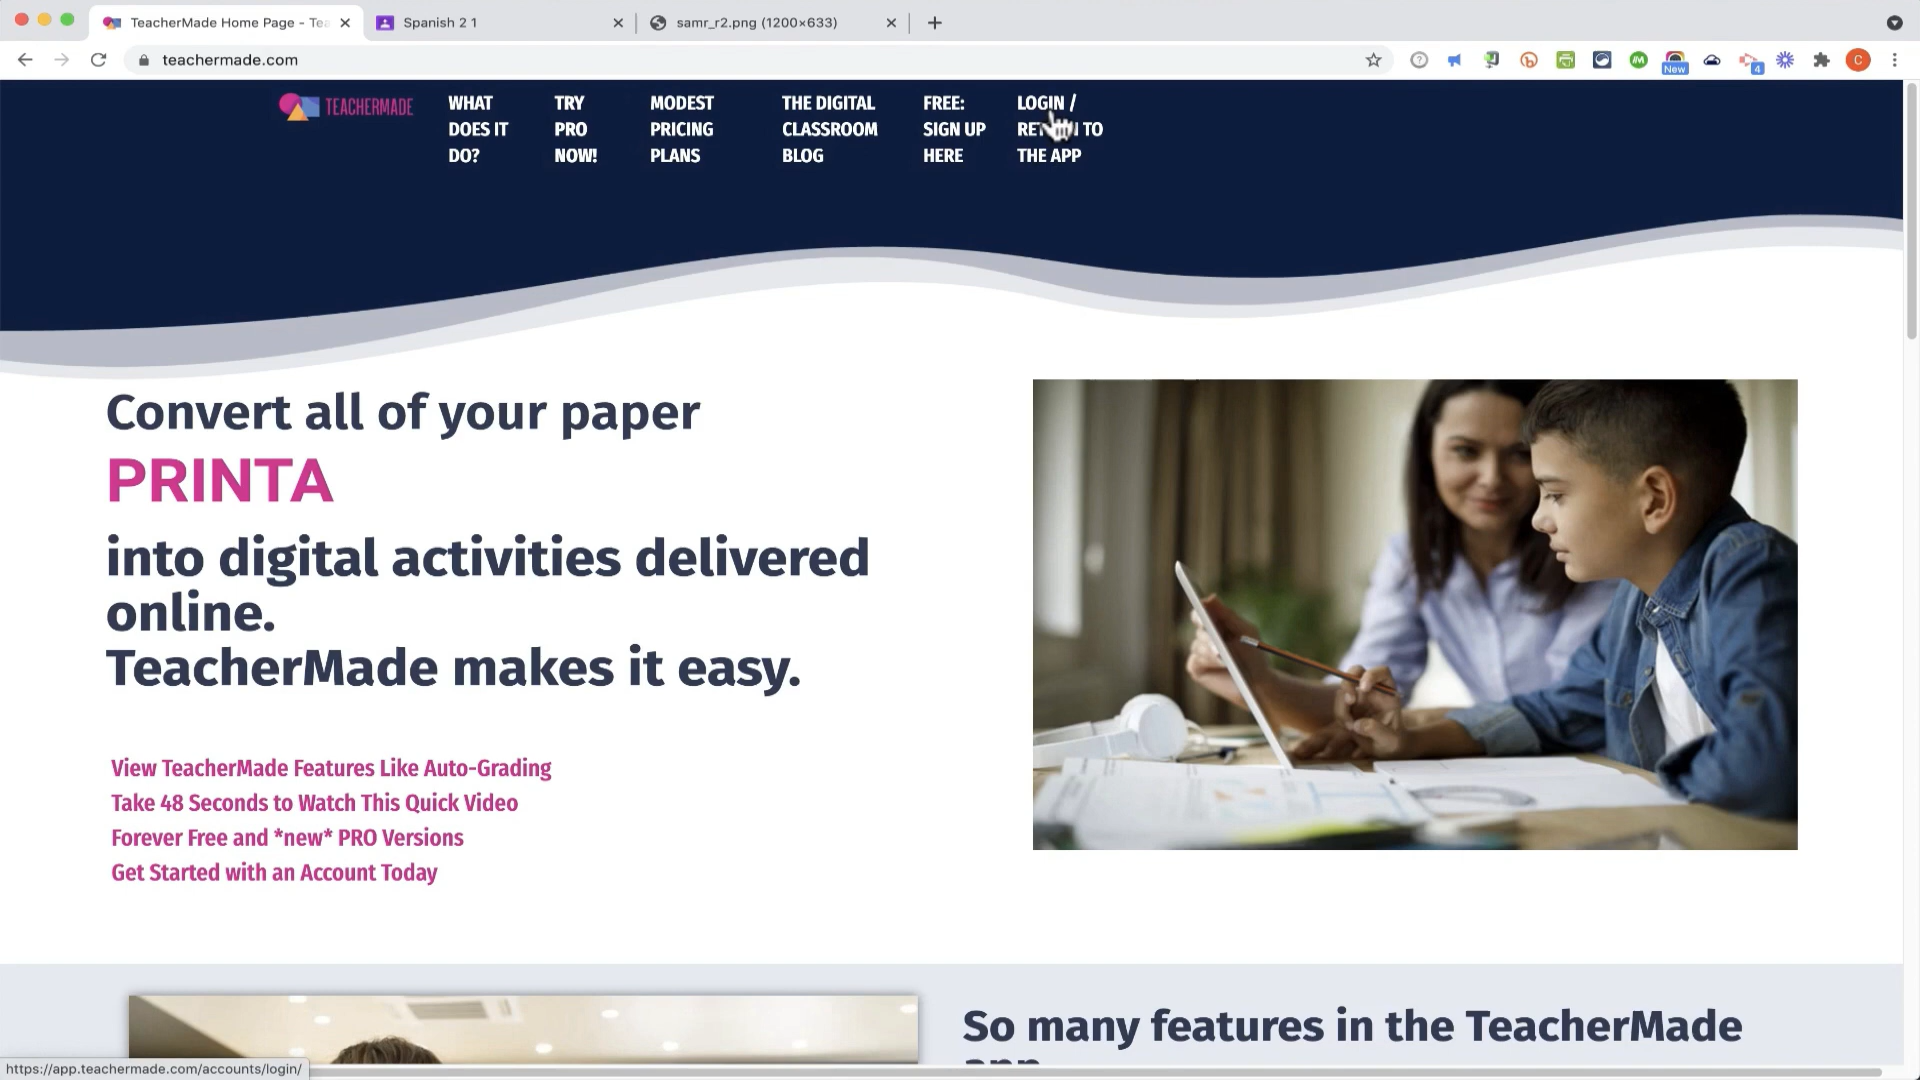 TeacherMade Home Page - Tea
Spanish 2 1
samr_r2.png (1200×633)
teachermade.com
New
4
C
TEACHERMADE
WHAT
DOES IT
DO?
TRY
PRO
NOW!
MODEST
PRICING
PLANS
THE DIGITAL
CLASSROOM
BLOG
FREE:
SIGN UP
HERE
LOGIN /
TO
THE APP
Convert all of your paper
PRINTA
into digital activities delivered
online.
TeacherMade makes it easy.
View TeacherMade Features Like Auto-Grading
Take 48 Seconds to Watch This Quick Video
Forever Free and *new* PRO Versions
Get Started with an Account Today
So many features in the TeacherMade
app
https://app.teachermade.com/accounts/login/